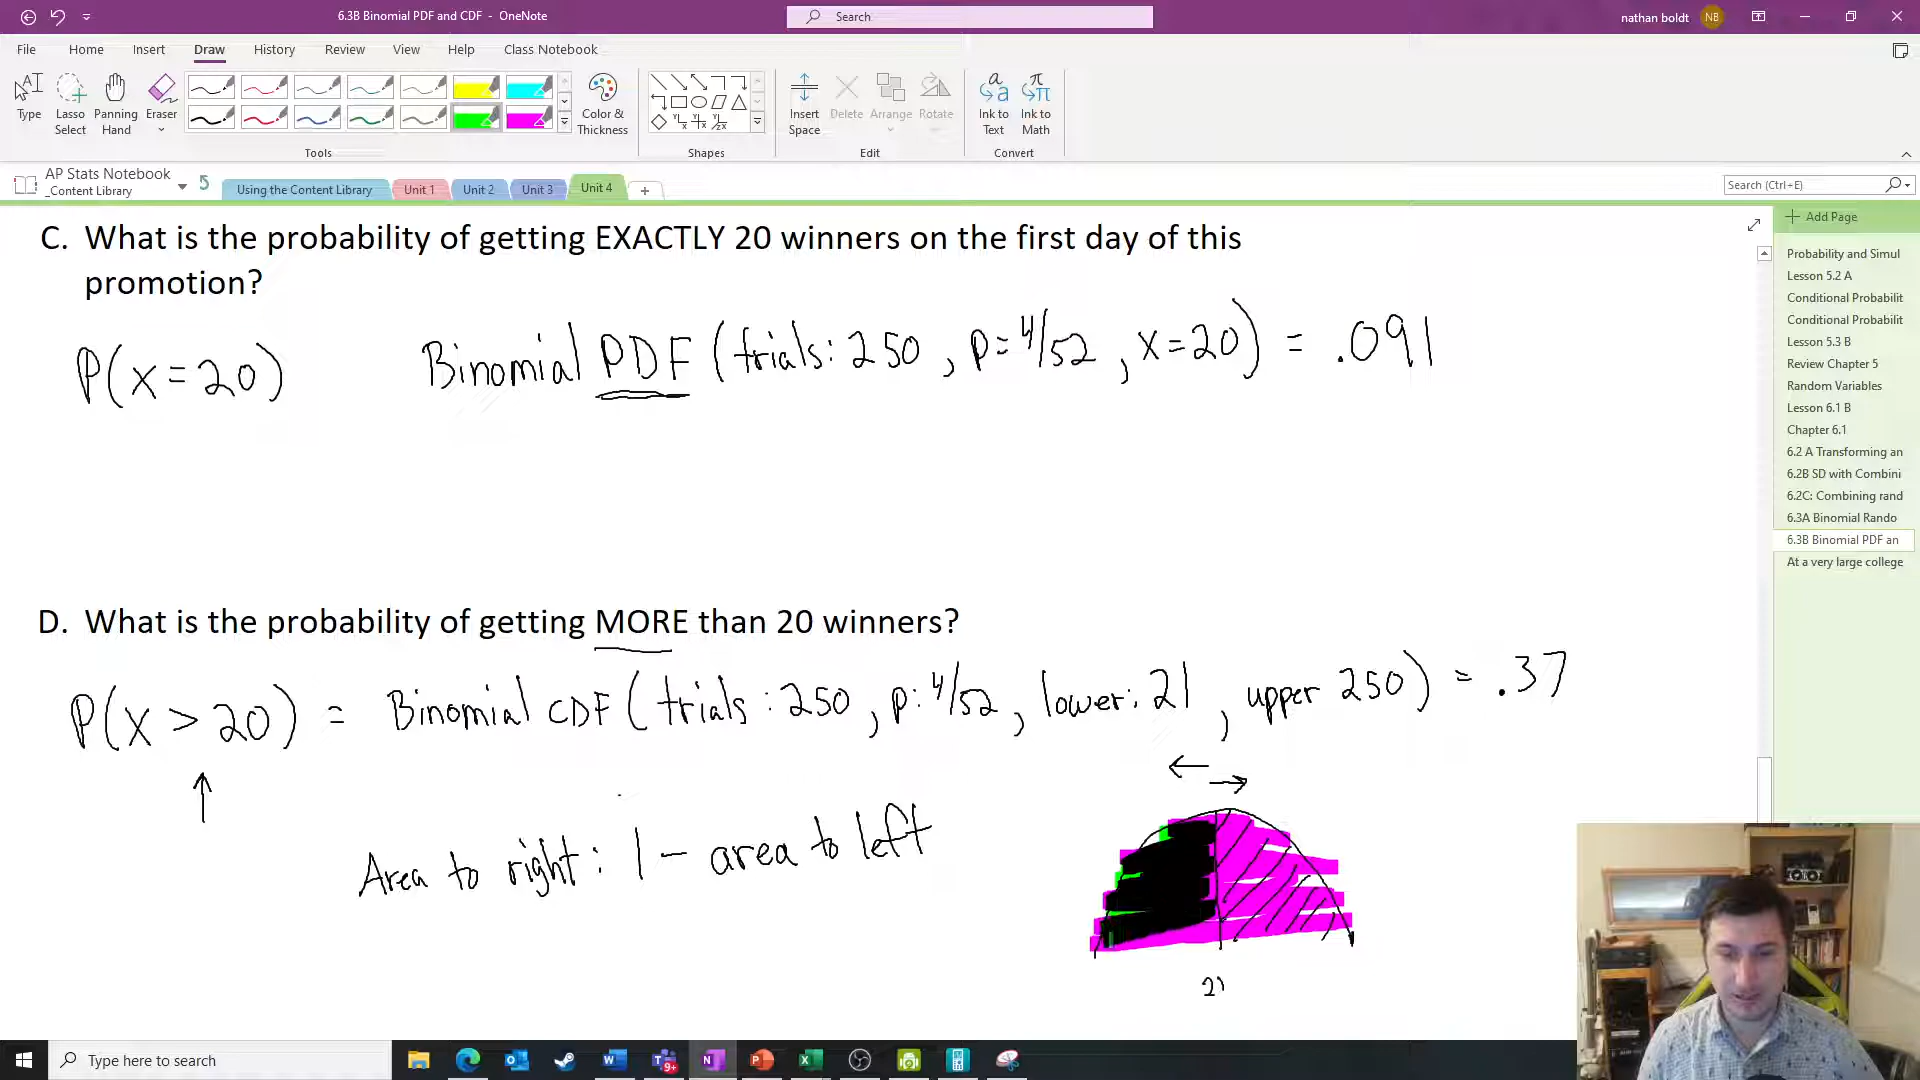 6.3B Binomial PDF and CDF - OneNote
Search
nathan boldt
NB
File Home Insert Draw History Review View Help Class Notebook
Type
Lasso Select
Panning Hand
Eraser
Color & Thickness
Insert Space
Delete
Arrange
Rotate
Ink to Text
Ink to Math
Tools
Shapes
Edit
Convert
AP Stats Notebook
_Content Library
Using the Content Library
Unit 1
Unit 2
Unit 3
Unit 4
Search (Ctrl+E)
Add Page
Probability and Simul
Lesson 5.2 A
Conditional Probabilit
Conditional Probabilit
Lesson 5.3 B
Review Chapter 5
Random Variables
Lesson 6.1 B
Chapter 6.1
6.2 A Transforming an
6.2B SD with Combini
6.2C: Combining rand
6.3A Binomial Rando
6.3B Binomial PDF an
At a very large college
C. What is the probability of getting EXACTLY 20 winners on the first day of this
promotion?
P(x=20) Binomial PDF (trials: 250, p=4/52, x=20) = .091
D. What is the probability of getting MORE than 20 winners?
P(x > 20) = Binomial CDF (trials: 250, p: 4/52, lower: 21, upper 250) = .37
Area to right: 1 - area to left
21
Type here to search
9+